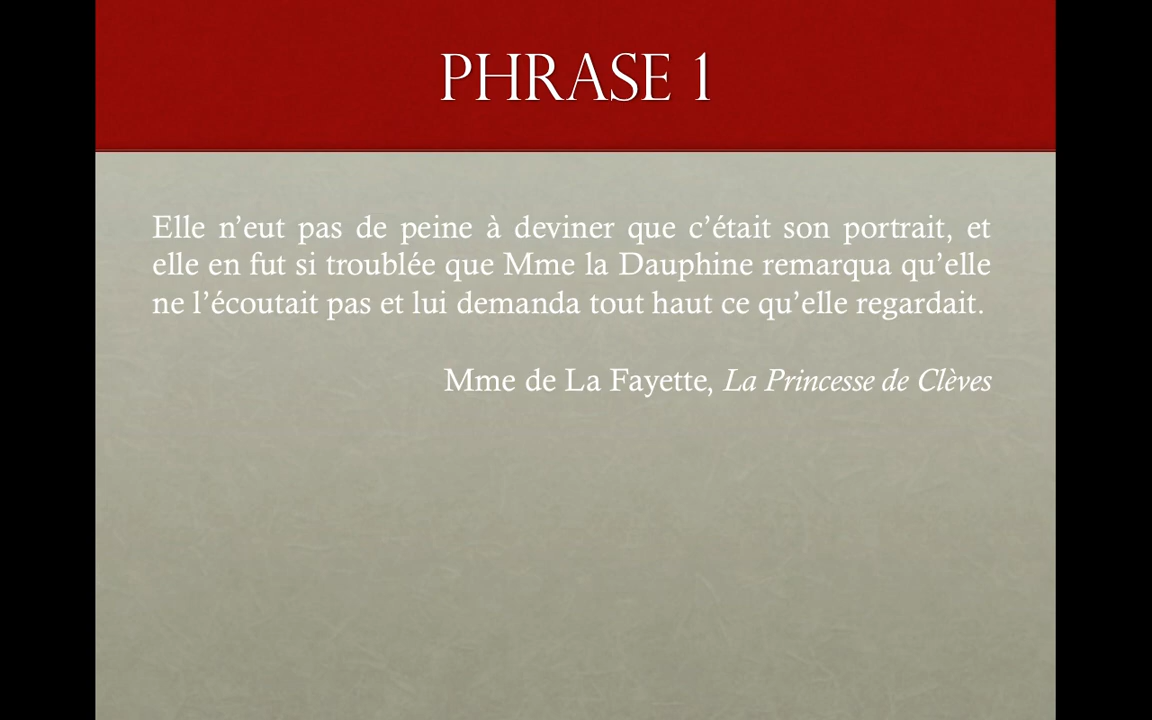 PHRASE 1
Elle n’eut pas de peine à deviner que c’était son portrait, et
elle en fut si troublée que Mme la Dauphine remarqua qu’elle
ne l’écoutait pas et lui demanda tout haut ce qu’elle regardait.
Mme de La Fayette, La Princesse de Clèves